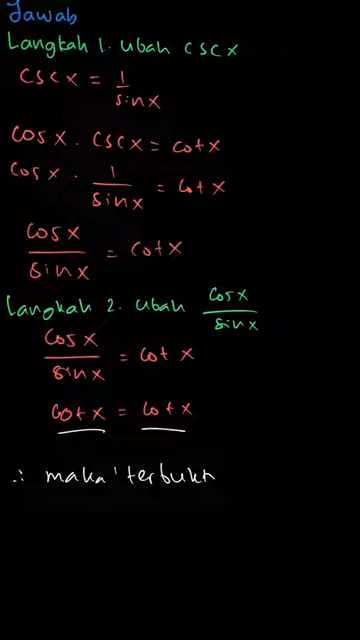 Jawab
Langkah 1. Ubah csc x
csc x = 1/sin x
cos x . csc x = cot x
cos x . 1/sin x = cot x
cos x/sin x = cot x
Langkah 2. Ubah cos x/sin x
cos x/sin x = cot x
cot x = cot x
∴ maka' terbukti